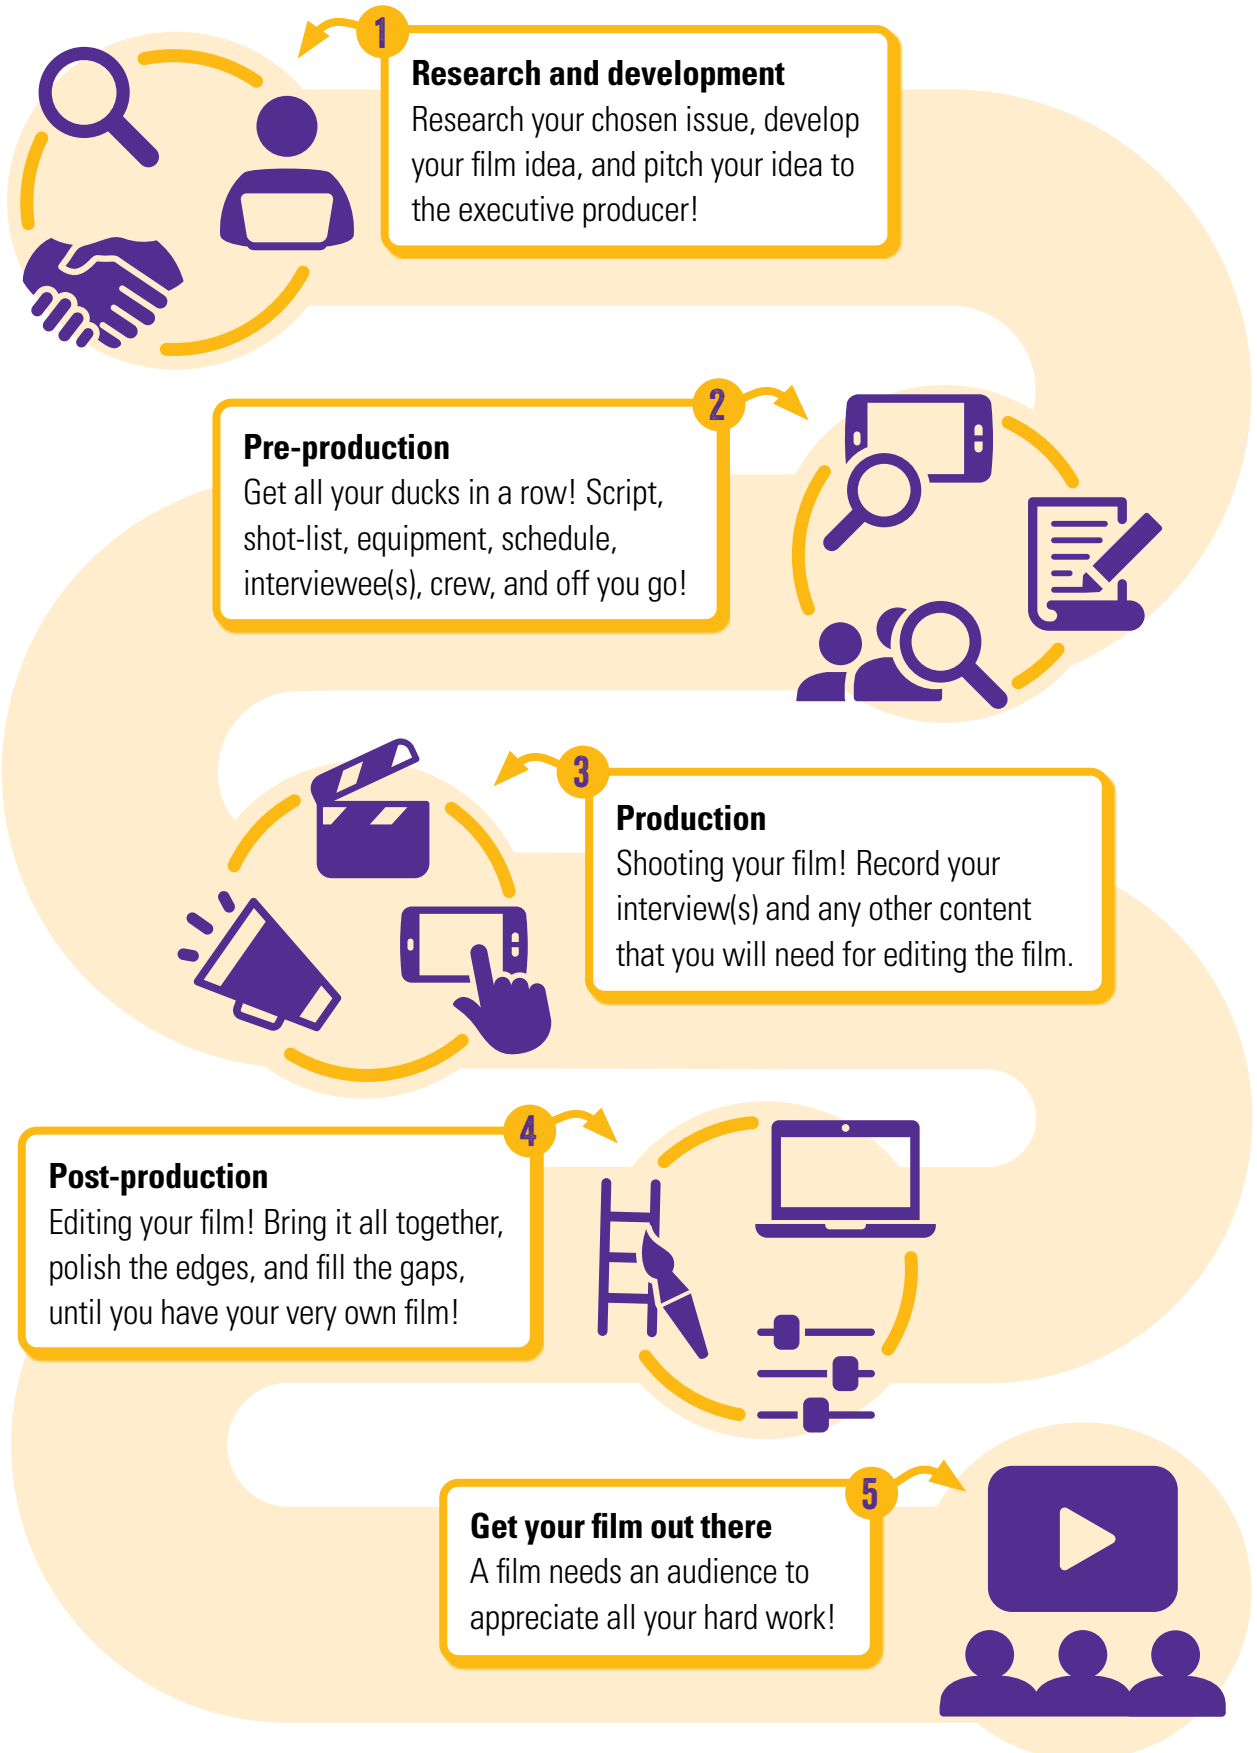 1
Research and development
Research your chosen issue, develop
your film idea, and pitch your idea to
the executive producer!
2
Pre-production
Get all your ducks in a row! Script,
shot-list, equipment, schedule,
interviewee(s), crew, and off you go!
3
Production
Shooting your film! Record your
interview(s) and any other content
that you will need for editing the film.
4
Post-production
Editing your film! Bring it all together,
polish the edges, and fill the gaps,
until you have your very own film!
5
Get your film out there
A film needs an audience to
appreciate all your hard work!